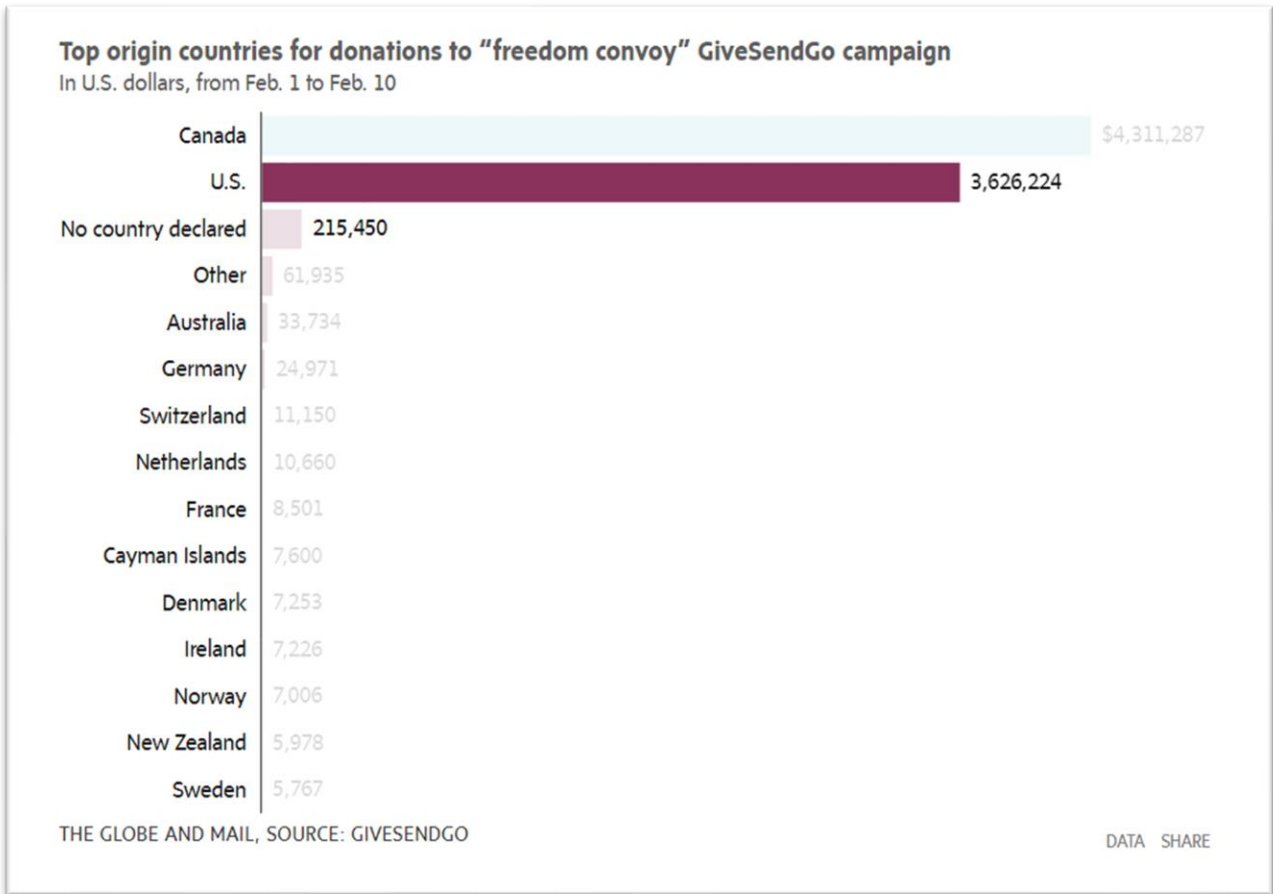 Top origin countries for donations to “freedom convoy” GiveSendGo campaign
In U.S. dollars, from Feb. 1 to Feb. 10
Canada $4,311,287
U.S. 3,626,224
No country declared 215,450
Other 61,935
Australia 33,734
Germany 24,971
Switzerland 11,150
Netherlands 10,660
France 8,501
Cayman Islands 7,600
Denmark 7,253
Ireland 7,226
Norway 7,006
New Zealand 5,978
Sweden 5,767
THE GLOBE AND MAIL, SOURCE: GIVESENDGO
DATA SHARE